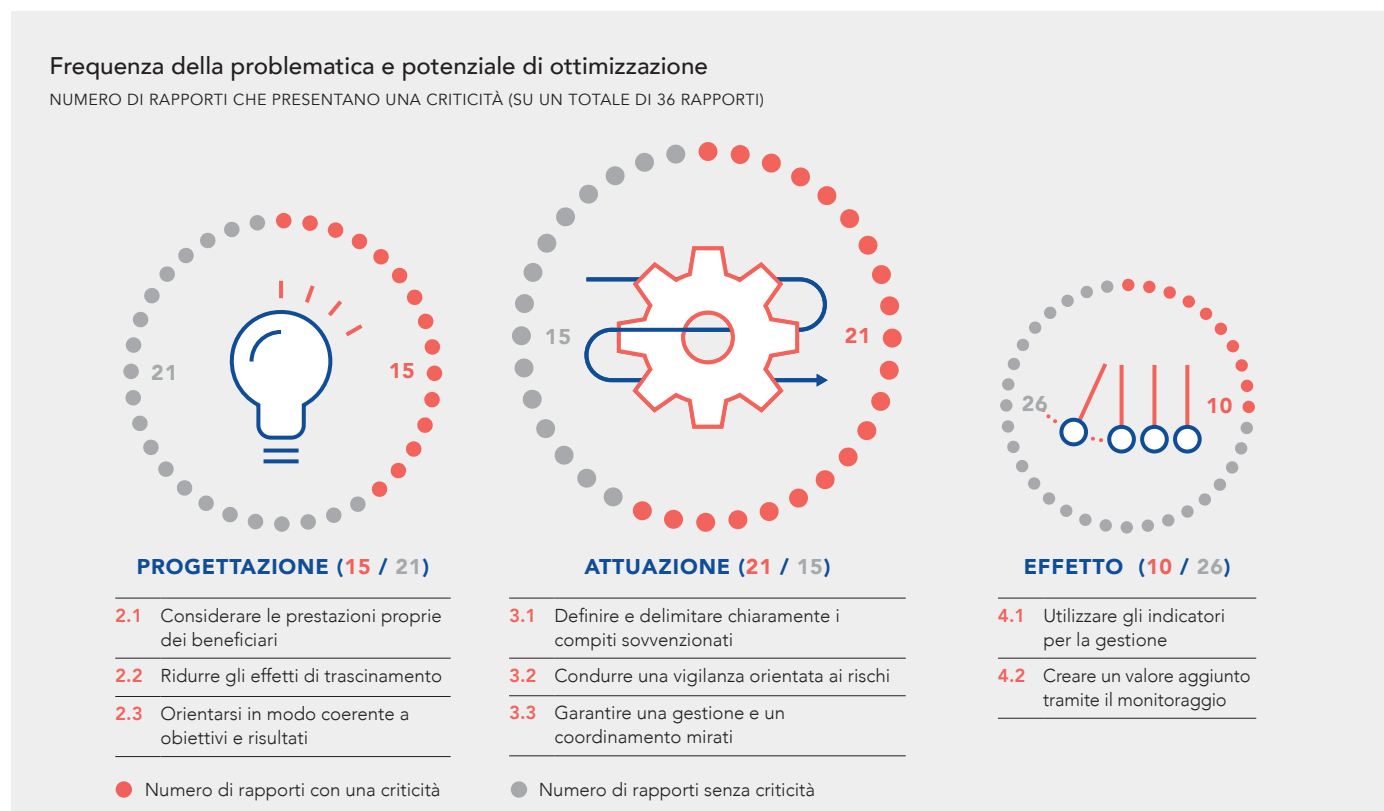 Frequenza della problematica e potenziale di ottimizzazione
NUMERO DI RAPPORTI CHE PRESENTANO UNA CRITICITÀ (SU UN TOTALE DI 36 RAPPORTI)
21
15
15
21
26
10
PROGETTAZIONE (15 / 21)
2.1 Considerare le prestazioni proprie
dei beneficiari
2.2 Ridurre gli effetti di trascinamento
2.3 Orientarsi in modo coerente a
obiettivi e risultati
ATTUAZIONE (21 / 15)
3.1 Definire e delimitare chiaramente i
compiti sovvenzionati
3.2 Condurre una vigilanza orientata ai rischi
3.3 Garantire una gestione e un
coordinamento mirati
EFFETTO (10 / 26)
4.1 Utilizzare gli indicatori
per la gestione
4.2 Creare un valore aggiunto
tramite il monitoraggio
Numero di rapporti con una criticità
Numero di rapporti senza criticità